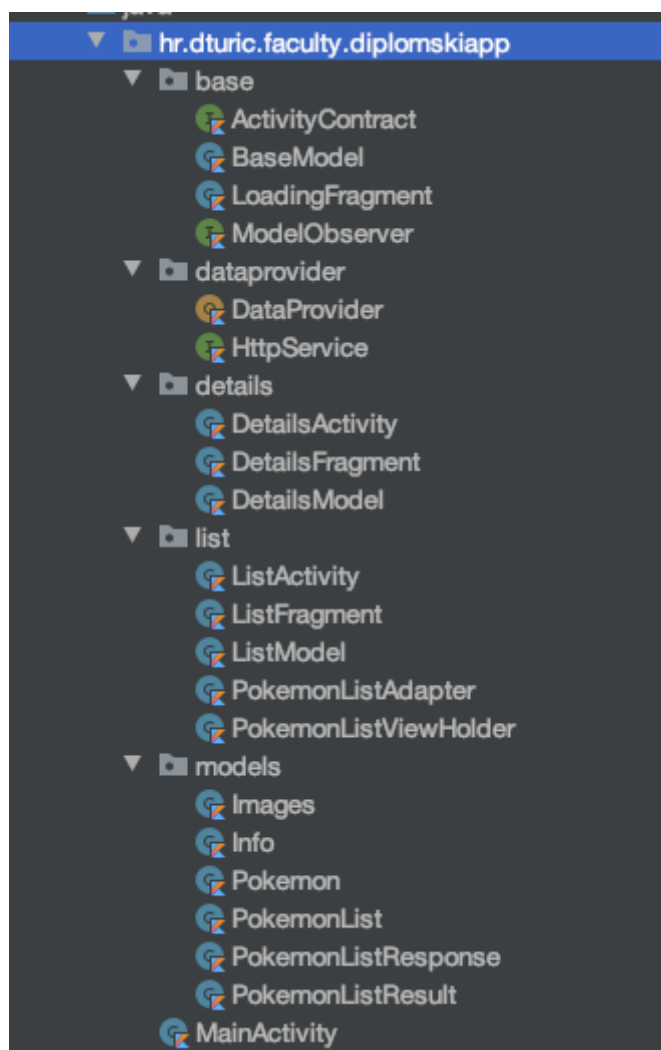 java
hr.dturic.faculty.diplomskiapp
base
ActivityContract
BaseModel
LoadingFragment
ModelObserver
dataprovider
DataProvider
HttpService
details
DetailsActivity
DetailsFragment
DetailsModel
list
ListActivity
ListFragment
ListModel
PokemonListAdapter
PokemonListViewHolder
models
Images
Info
Pokemon
PokemonList
PokemonListResponse
PokemonListResult
MainActivity